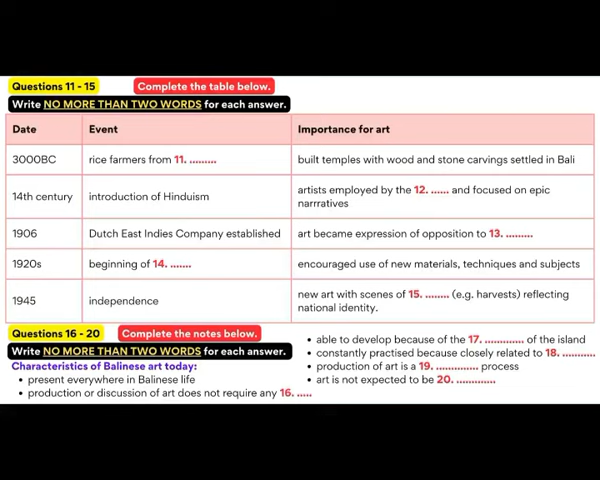 Questions 11 - 15 Complete the table below.
Write NO MORE THAN TWO WORDS for each answer.
Date Event Importance for art
3000BC rice farmers from 11. ......... built temples with wood and stone carvings settled in Bali
14th century introduction of Hinduism artists employed by the 12. ...... and focused on epic
narrratives
1906 Dutch East Indies Company established art became expression of opposition to 13. .........
1920s beginning of 14. ....... encouraged use of new materials, techniques and subjects
1945 independence new art with scenes of 15. ........ (e.g. harvests) reflecting
national identity.
Questions 16 - 20 Complete the notes below.
Write NO MORE THAN TWO WORDS for each answer.
Characteristics of Balinese art today:
• present everywhere in Balinese life
• production or discussion of art does not require any 16. .....
• able to develop because of the 17. ............. of the island
• constantly practised because closely related to 18. ...........
• production of art is a 19. .............. process
• art is not expected to be 20. .............